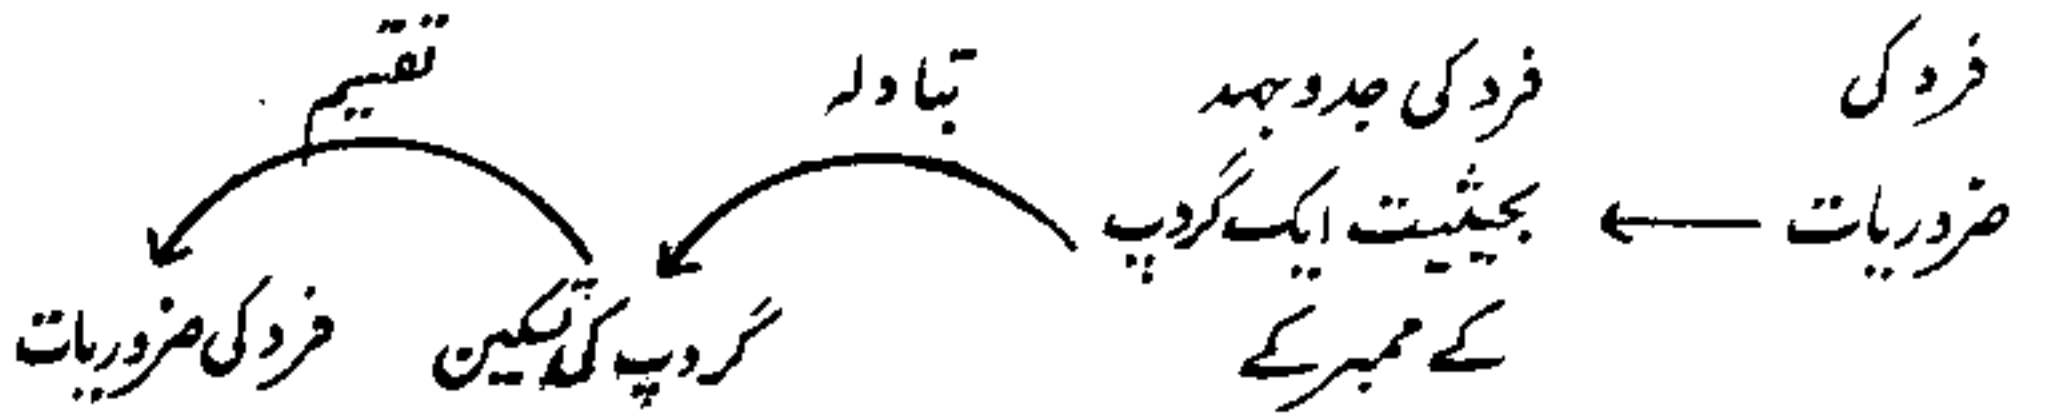 فرد کی
ضروریات
فرد کی جدوجہد
بحیثیت ایک گروپ
کے ممبر کے
تبادلہ
گروپ کی تسکین
تقسیم
فرد کی ضروریات